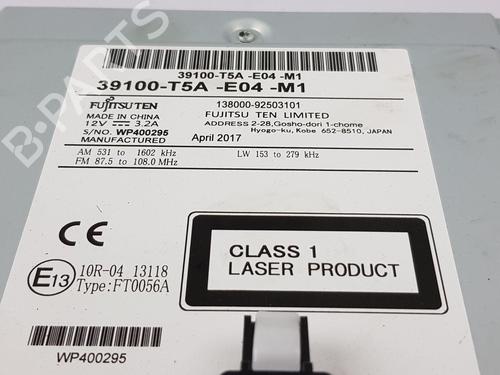 39100-T5A -E04 -M1
39100-T5A -E04 -M1
FUJITSU TEN
138000-92503101
MADE IN CHINA
FUJITSU TEN LIMITED
12V 3.2A
ADDRESS 2-28,Gosho-dori 1-chome
Hyogo-ku, Kobe 652-8510, JAPAN
S/NO. WP400295
MANUFACTURED April 2017
AM 531 to 1602 kHz LW 153 to 279 kHz
FM 87.5 to 108.0 MHz
CE
CLASS 1
LASER PRODUCT
E13
10R-04 13118
Type:FT0056A
WP400295
B-PARTS